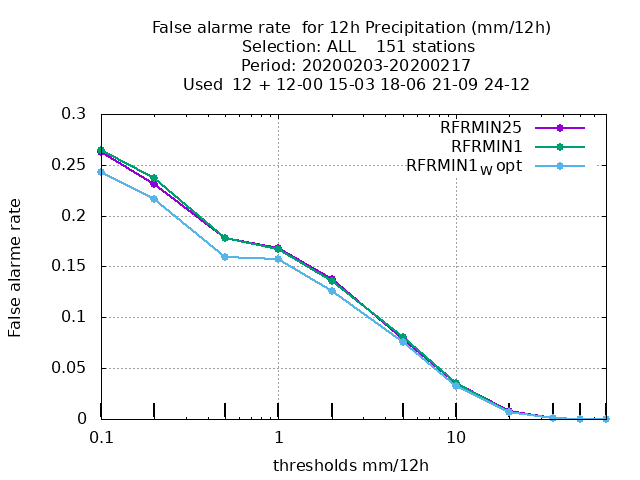 False alarme rate  for 12h Precipitation (mm/12h)
Selection: ALL    151 stations
Period: 20200203-20200217
Used  12 + 12-00 15-03 18-06 21-09 24-12
RFRMIN25
RFRMIN1
RFRMIN1w opt
False alarme rate
0.3
0.25
0.2
0.15
0.1
0.05
0
0.1 1 10
thresholds mm/12h